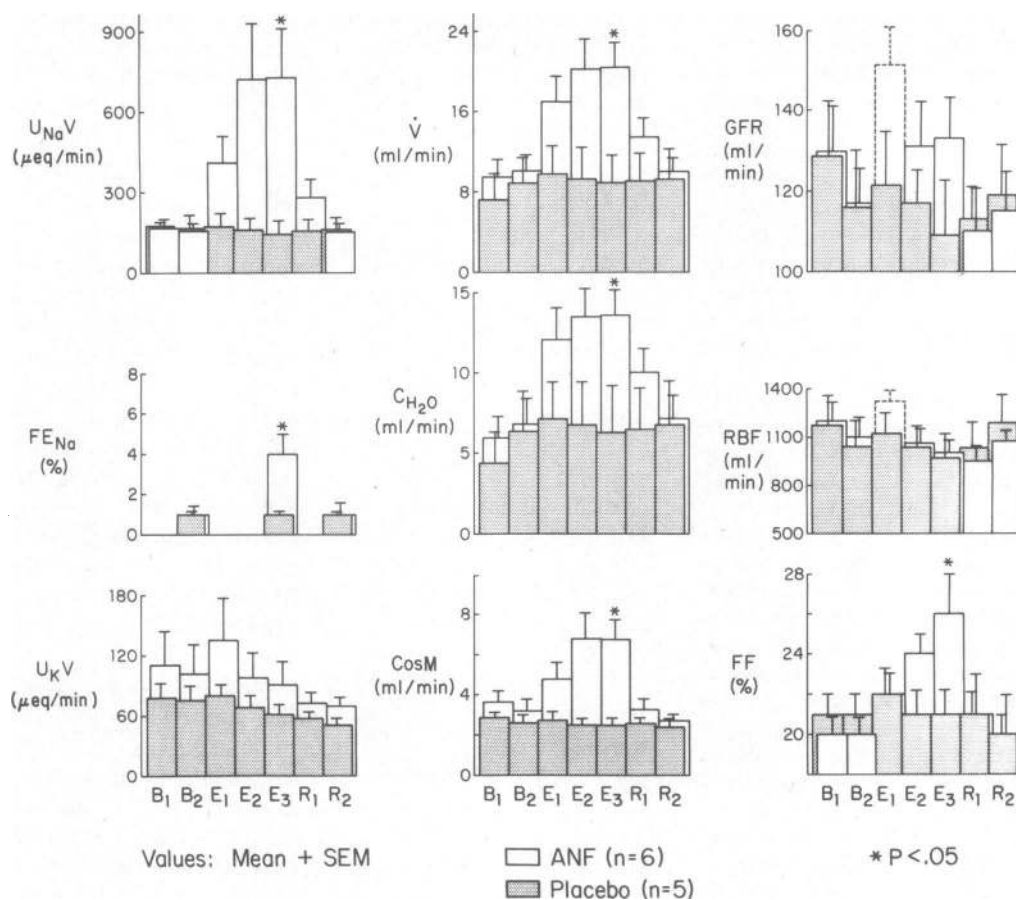 900
600
300
0
U_NaV
(μeq/min)
*
24
16
8
0
V̇
(ml/min)
*
160
140
120
100
GFR
(ml/
min)
8
6
4
2
0
FE_Na
(%)
*
15
10
5
0
C_H₂O
(ml/min)
*
1400
1100
800
500
RBF
(ml/
min)
180
120
60
0
U_KV
(μeq/min)
8
4
0
CosM
(ml/min)
*
28
24
20
FF
(%)
*
B₁ B₂ E₁ E₂ E₃ R₁ R₂
B₁ B₂ E₁ E₂ E₃ R₁ R₂
B₁ B₂ E₁ E₂ E₃ R₁ R₂
Values: Mean + SEM
ANF (n=6)
Placebo (n=5)
* P<.05